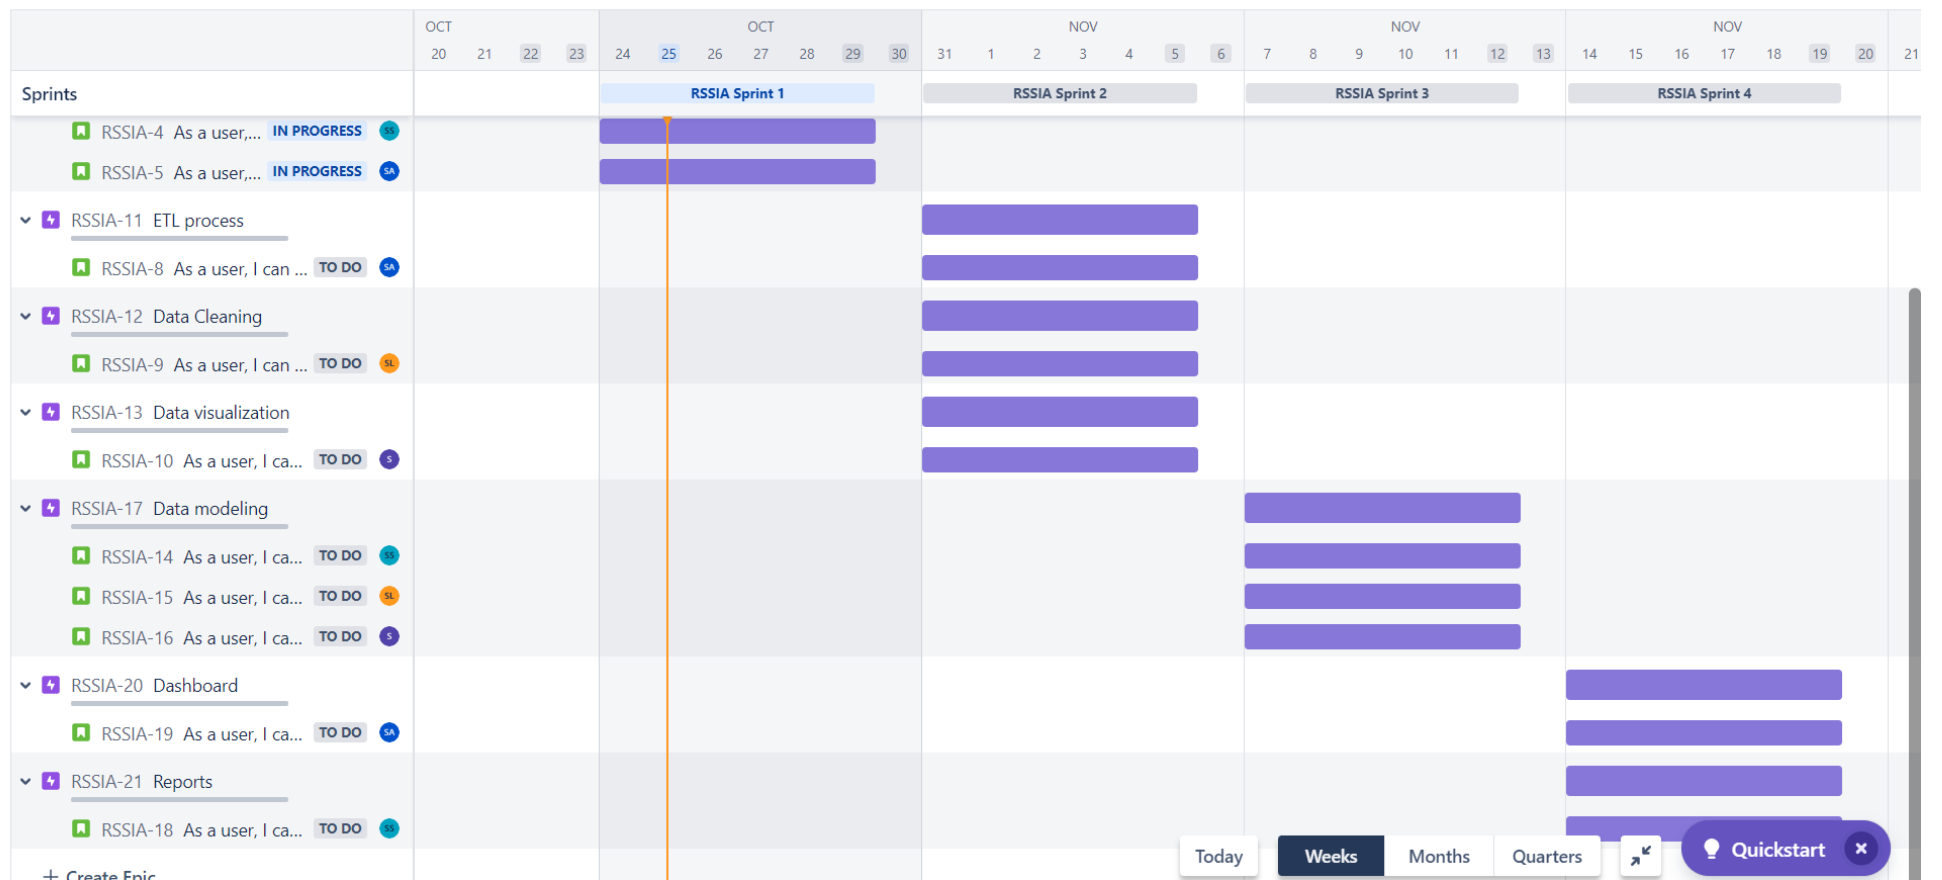 OCT OCT NOV NOV NOV
20 21 22 23 24 25 26 27 28 29 30 31 1 2 3 4 5 6 7 8 9 10 11 12 13 14 15 16 17 18 19 20 21
Sprints RSSIA Sprint 1 RSSIA Sprint 2 RSSIA Sprint 3 RSSIA Sprint 4
RSSIA-4 As a user,... IN PROGRESS SS
RSSIA-5 As a user,... IN PROGRESS SA
RSSIA-11 ETL process
RSSIA-8 As a user, I can ... TO DO SA
RSSIA-12 Data Cleaning
RSSIA-9 As a user, I can ... TO DO SL
RSSIA-13 Data visualization
RSSIA-10 As a user, I ca... TO DO S
RSSIA-17 Data modeling
RSSIA-14 As a user, I ca... TO DO SS
RSSIA-15 As a user, I ca... TO DO SL
RSSIA-16 As a user, I ca... TO DO S
RSSIA-20 Dashboard
RSSIA-19 As a user, I ca... TO DO SA
RSSIA-21 Reports
RSSIA-18 As a user, I ca... TO DO SS
Today Weeks Months Quarters Quickstart
+ Create Epic